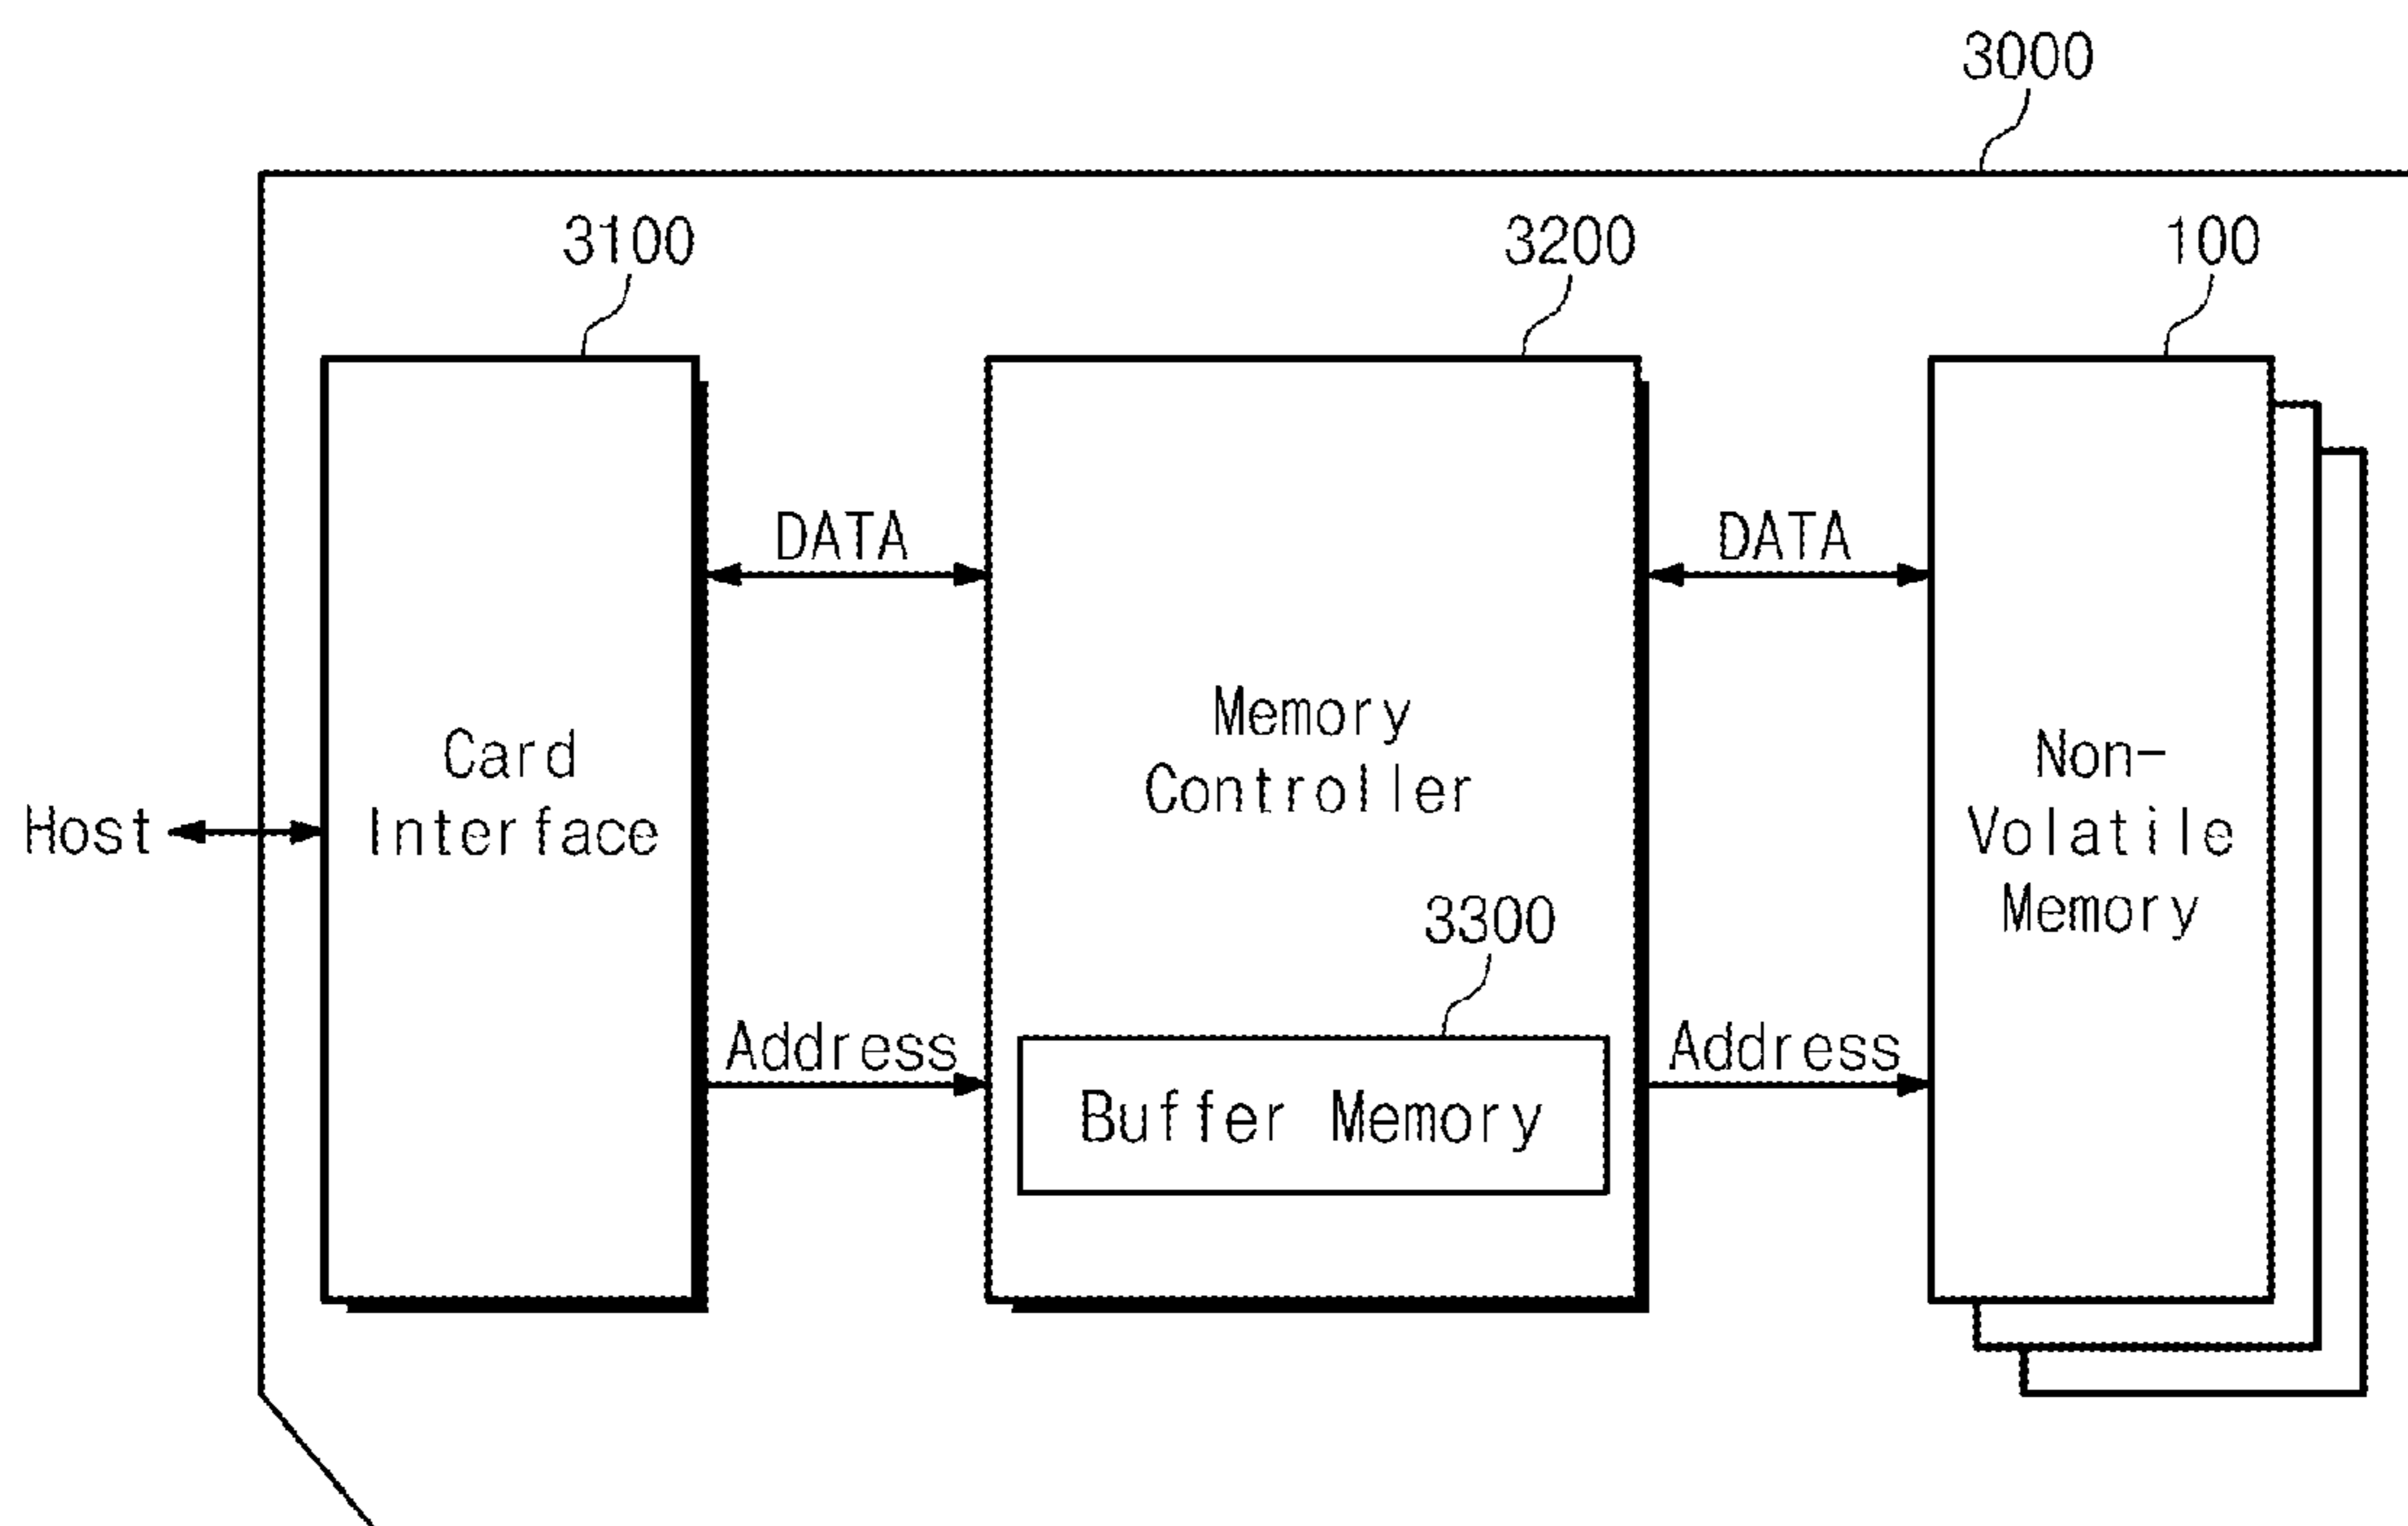 3000
3100
3200
100
DATA
DATA
Memory
Controller
Card
Interface
Non-
Volatile
Memory
Host
3300
Address
Address
Buffer Memory